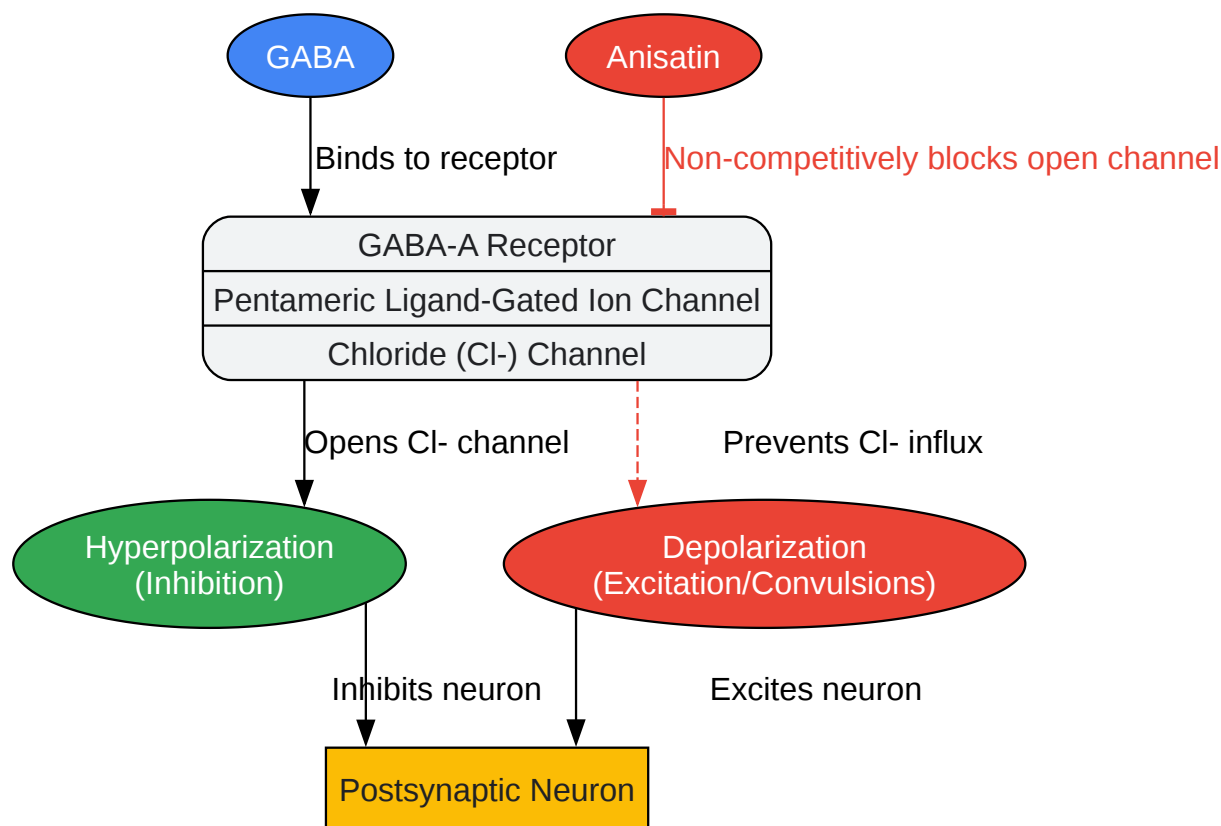 GABA
Anisatin
Binds to receptor
Non-competitively blocks open channel
GABA-A Receptor
Pentameric Ligand-Gated Ion Channel
Chloride (Cl-) Channel
Opens Cl- channel
Prevents Cl- influx
Hyperpolarization
(Inhibition)
Depolarization
(Excitation/Convulsions)
Inhibits neuron
Excites neuron
Postsynaptic Neuron